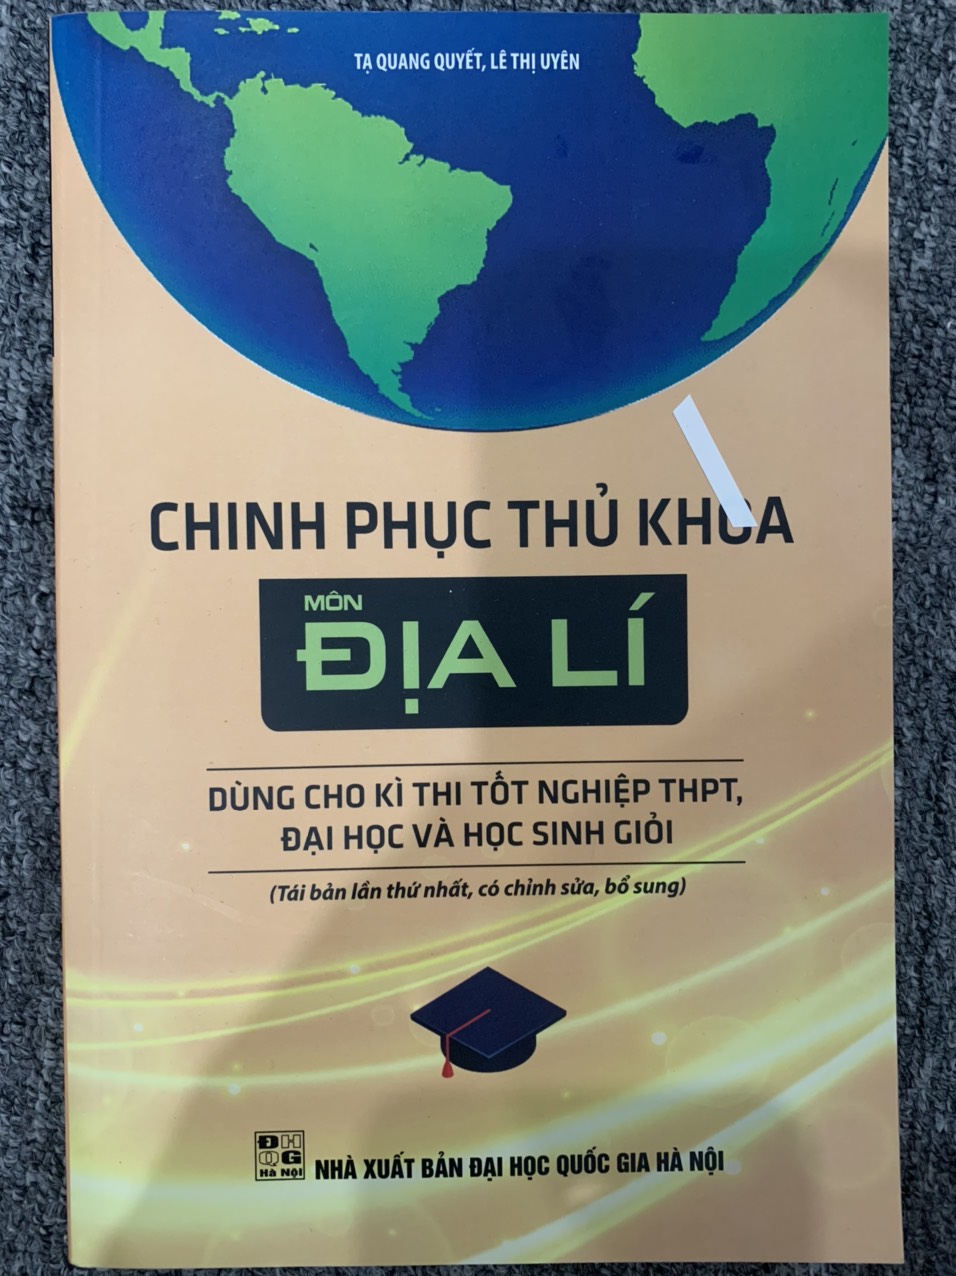 TẠ QUANG QUYẾT, LÊ THỊ UYÊN
CHINH PHỤC THỦ KHOA
MÔN
ĐỊA LÍ
DÙNG CHO KÌ THI TỐT NGHIỆP THPT,
ĐẠI HỌC VÀ HỌC SINH GIỎI
(Tái bản lần thứ nhất, có chỉnh sửa, bổ sung)
ĐH
QG
Hà Nội
NHÀ XUẤT BẢN ĐẠI HỌC QUỐC GIA HÀ NỘI